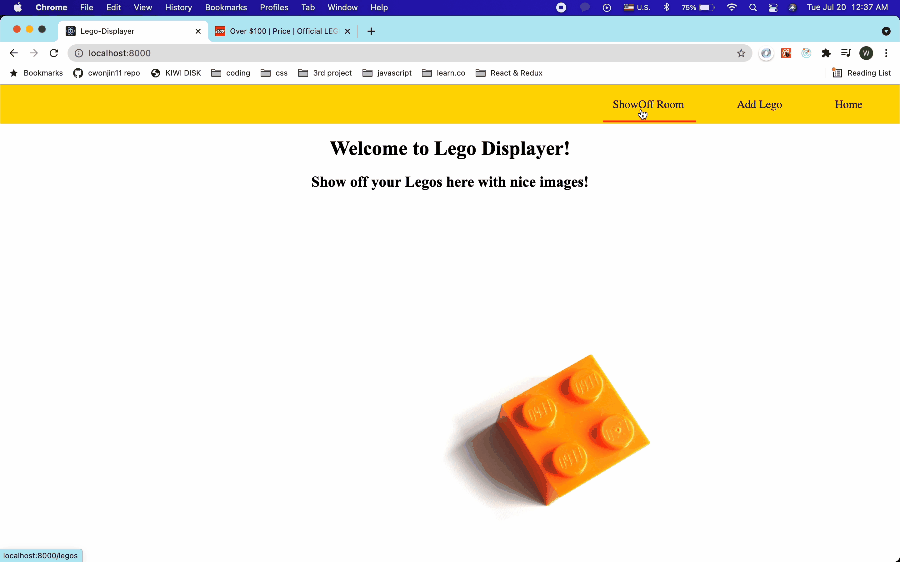 Chrome File Edit View History Bookmarks Profiles Tab Window Help U.S. 75% Tue Jul 20 12:37 AM
Lego-Displayer Over $100 | Price | Official LEG
localhost:8000 W
Bookmarks cwonjin11 repo KIWI DISK coding css 3rd project javascript learn.co React & Redux Reading List
ShowOff Room Add Lego Home
Welcome to Lego Displayer!
Show off your Legos here with nice images!
localhost:8000/legos